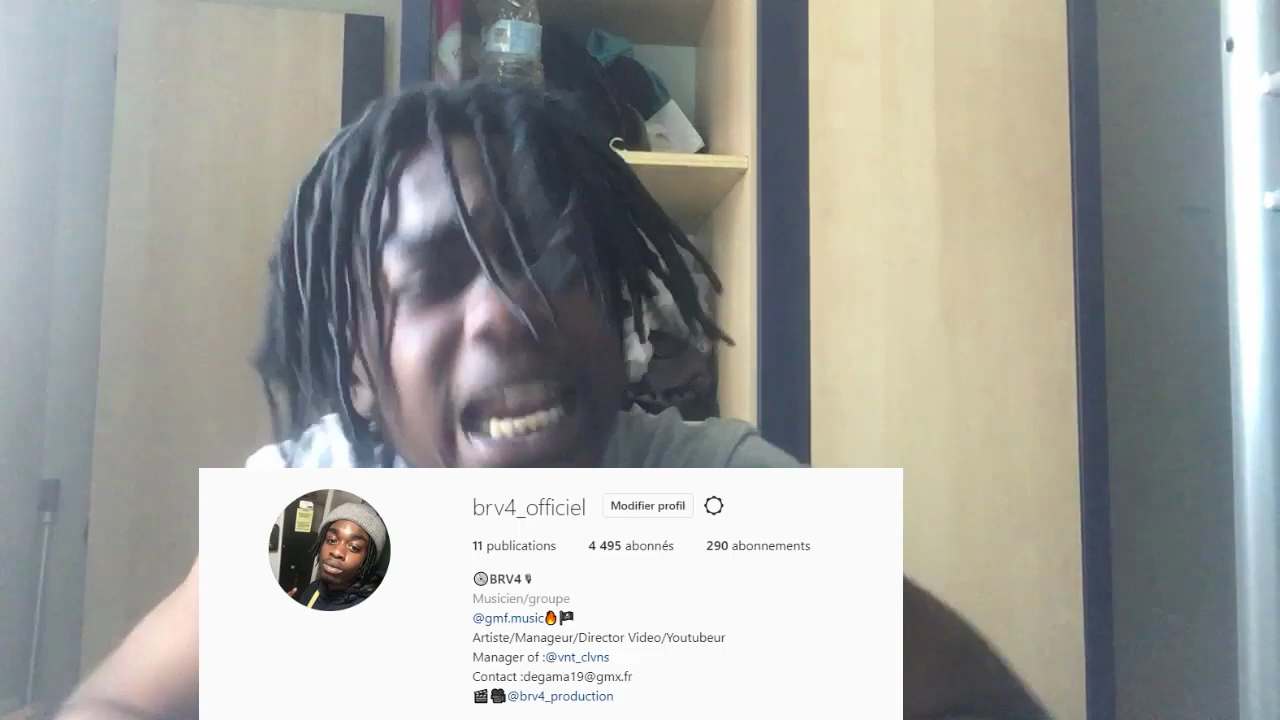 brv4_officiel Modifier profil
11 publications 4 495 abonnés 290 abonnements
BRV4
Musicien/groupe
@gmf.music🔥🏴
Artiste/Manageur/Director Video/Youtubeur
Manager of :@vnt_clvns
Contact :degama19@gmx.fr
@brv4_production